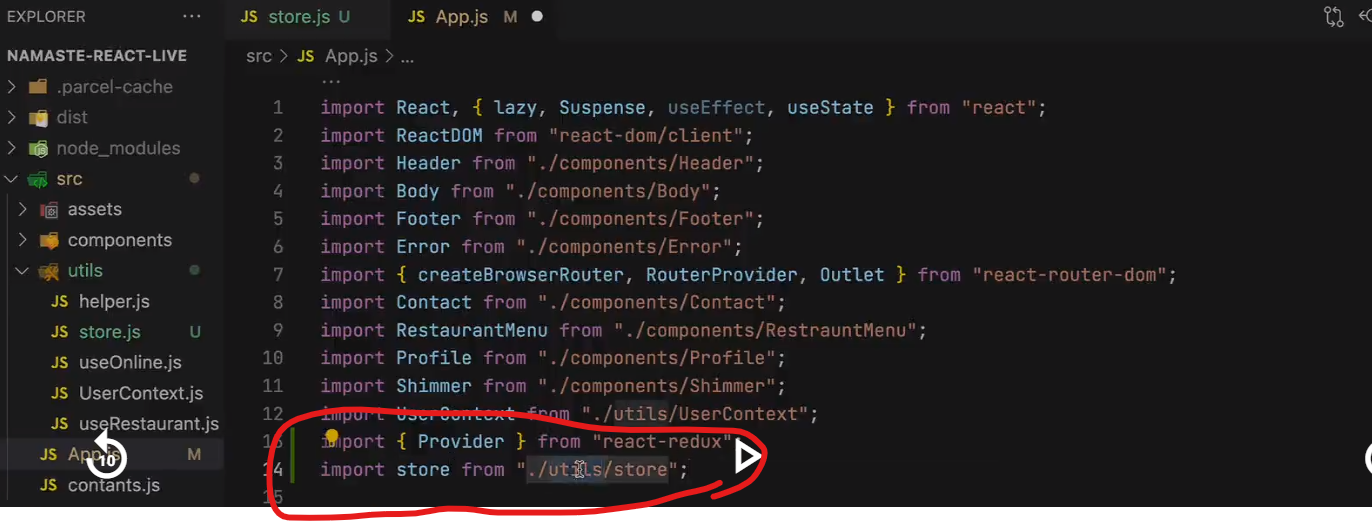 EXPLORER ...
JS store.js U JS App.js M
NAMASTE-REACT-LIVE
src > JS App.js > ...
...
.parcel-cache
dist
node_modules
src
assets
components
utils
helper.js
JS store.js U
JS useOnline.js
JS UserContext.js
JS useRestaurant.js
JS App.js M
JS contants.js
10
1 import React, { lazy, Suspense, useEffect, useState } from "react";
2 import ReactDOM from "react-dom/client";
3 import Header from "./components/Header";
4 import Body from "./components/Body";
5 import Footer from "./components/Footer";
6 import Error from "./components/Error";
7 import { createBrowserRouter, RouterProvider, Outlet } from "react-router-dom";
8 import Contact from "./components/Contact";
9 import RestaurantMenu from "./components/RestrauntMenu";
10 import Profile from "./components/Profile";
11 import Shimmer from "./components/Shimmer";
12 import UserContext from "./utils/UserContext";
13 import { Provider } from "react-redux";
14 import store from "./utils/store";
15